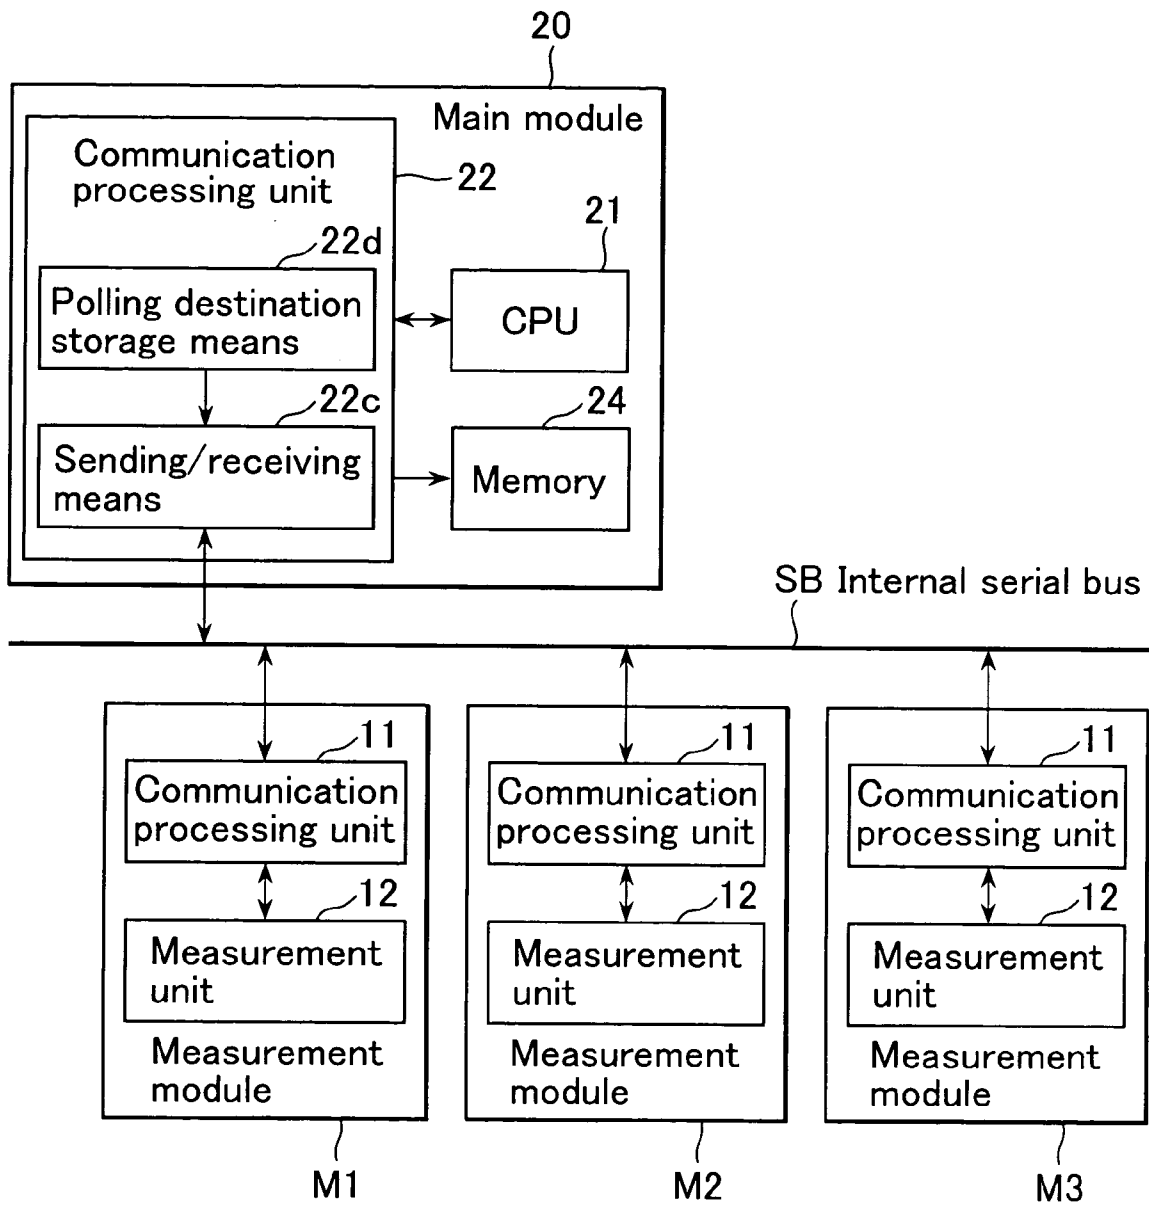 20
Main module
Communication
processing unit
22
21
22d
Polling destination
storage means
CPU
22c
24
Sending/receiving
means
Memory
SB Internal serial bus
11
Communication
processing unit
12
Measurement
unit
Measurement
module
M1
11
Communication
processing unit
12
Measurement
unit
Measurement
module
M2
11
Communication
processing unit
12
Measurement
unit
Measurement
module
M3